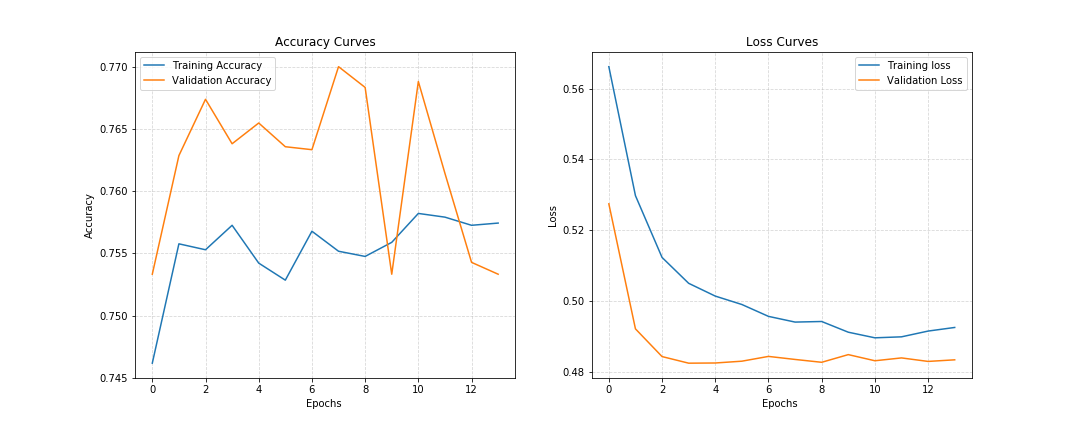 Accuracy Curves
Training Accuracy
Validation Accuracy
0.770
0.765
0.760
0.755
0.750
0.745
Accuracy
0 2 4 6 8 10 12
Epochs
Loss Curves
Training loss
Validation Loss
0.56
0.54
0.52
0.50
0.48
Loss
0 2 4 6 8 10 12
Epochs